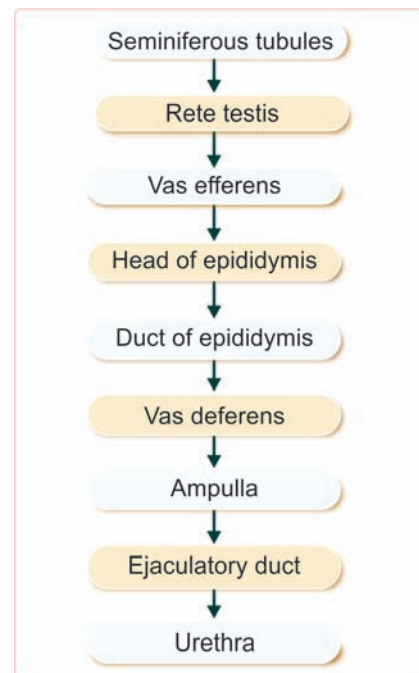 Seminiferous tubules
Rete testis
Vas efferens
Head of epididymis
Duct of epididymis
Vas deferens
Ampulla
Ejaculatory duct
Urethra